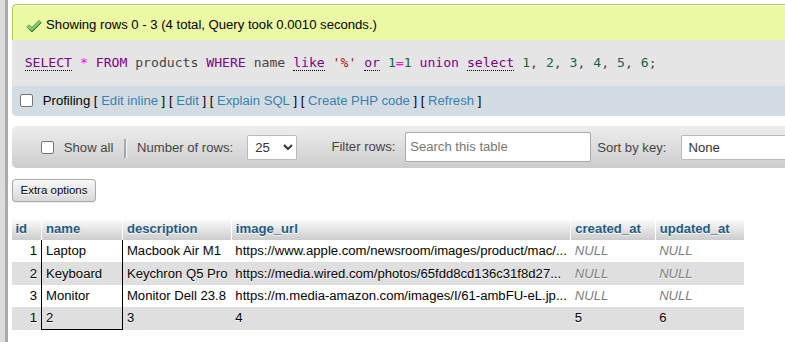 Showing rows 0 - 3 (4 total, Query took 0.0010 seconds.)
SELECT * FROM products WHERE name like '%' or 1=1 union select 1, 2, 3, 4, 5, 6;
Profiling [ Edit inline ] [ Edit ] [ Explain SQL ] [ Create PHP code ] [ Refresh ]
Show all Number of rows: 25 Filter rows: Search this table Sort by key: None
Extra options
id name description image_url created_at updated_at
1 Laptop Macbook Air M1 https://www.apple.com/newsroom/images/product/mac/... NULL NULL
2 Keyboard Keychron Q5 Pro https://media.wired.com/photos/65fdd8cd136c31f8d27... NULL NULL
3 Monitor Monitor Dell 23.8 https://m.media-amazon.com/images/I/61-ambFU-eL.jp... NULL NULL
1 2 3 4 5 6